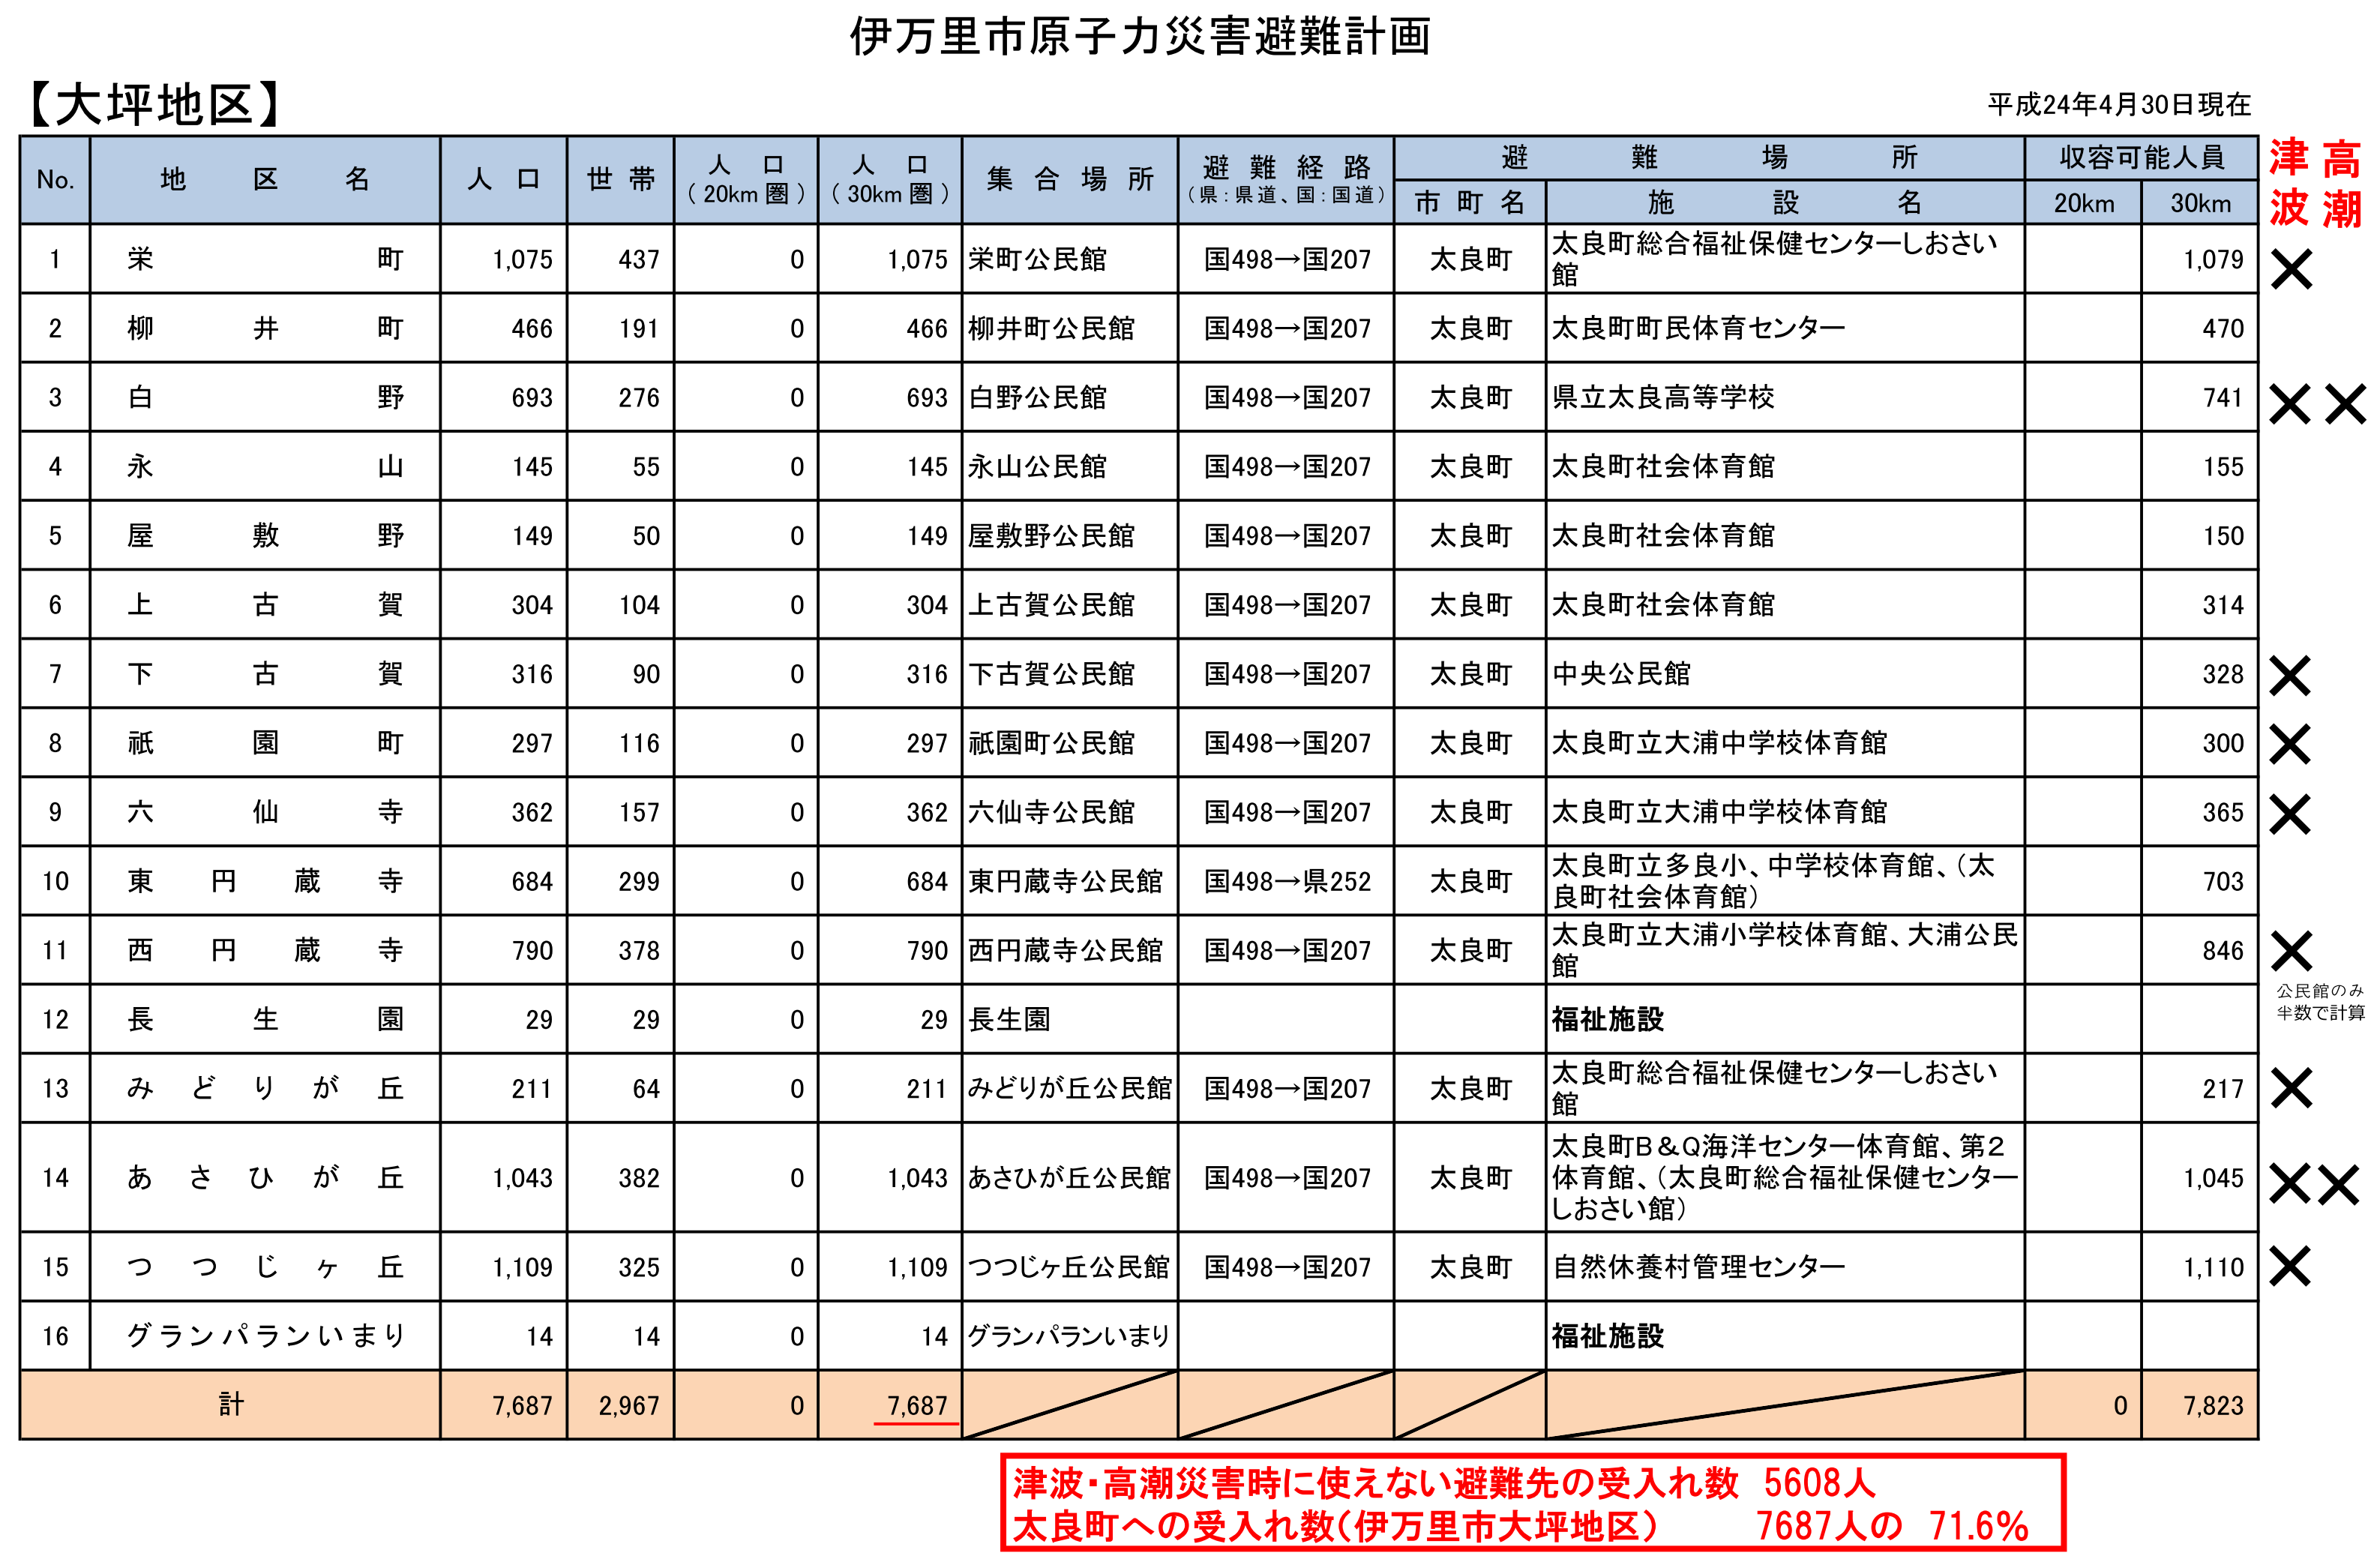 伊万里市原子力災害避難計画
【大坪地区】
平成24年4月30日現在
No. 地区名 人口 世帯 人口(20km圏) 人口(30km圏) 集合場所 避難経路(県:県道、国:国道) 避難場所 収容可能人員 津波 高潮
市町名 施設名 20km 30km
1 栄町 1,075 437 0 1,075 栄町公民館 国498→国207 太良町 太良町総合福祉保健センターしおさい館 1,079 ×
2 柳井町 466 191 0 466 柳井町公民館 国498→国207 太良町 太良町町民体育センター 470
3 白野 693 276 0 693 白野公民館 国498→国207 太良町 県立太良高等学校 741 × ×
4 永山 145 55 0 145 永山公民館 国498→国207 太良町 太良町社会体育館 155
5 屋敷野 149 50 0 149 屋敷野公民館 国498→国207 太良町 太良町社会体育館 150
6 上古賀 304 104 0 304 上古賀公民館 国498→国207 太良町 太良町社会体育館 314
7 下古賀 316 90 0 316 下古賀公民館 国498→国207 太良町 中央公民館 328 ×
8 祇園町 297 116 0 297 祇園町公民館 国498→国207 太良町 太良町立大浦中学校体育館 300 ×
9 六仙寺 362 157 0 362 六仙寺公民館 国498→国207 太良町 太良町立大浦中学校体育館 365 ×
10 東円蔵寺 684 299 0 684 東円蔵寺公民館 国498→県252 太良町 太良町立多良小、中学校体育館、(太良町社会体育館) 703
11 西円蔵寺 790 378 0 790 西円蔵寺公民館 国498→国207 太良町 太良町立大浦小学校体育館、大浦公民館 846 ×
公民館のみ
半数で計算
12 長生園 29 29 0 29 長生園 福祉施設
13 みどりが丘 211 64 0 211 みどりが丘公民館 国498→国207 太良町 太良町総合福祉保健センターしおさい館 217 ×
14 あさひが丘 1,043 382 0 1,043 あさひが丘公民館 国498→国207 太良町 太良町B&Q海洋センター体育館、第2体育館、(太良町総合福祉保健センターしおさい館) 1,045 × ×
15 つつじヶ丘 1,109 325 0 1,109 つつじヶ丘公民館 国498→国207 太良町 自然休養村管理センター 1,110 ×
16 グランパランいまり 14 14 0 14 グランパランいまり 福祉施設
計 7,687 2,967 0 7,687 0 7,823
津波・高潮災害時に使えない避難先の受入れ数 5608人
太良町への受入れ数(伊万里市大坪地区) 7687人の 71.6%